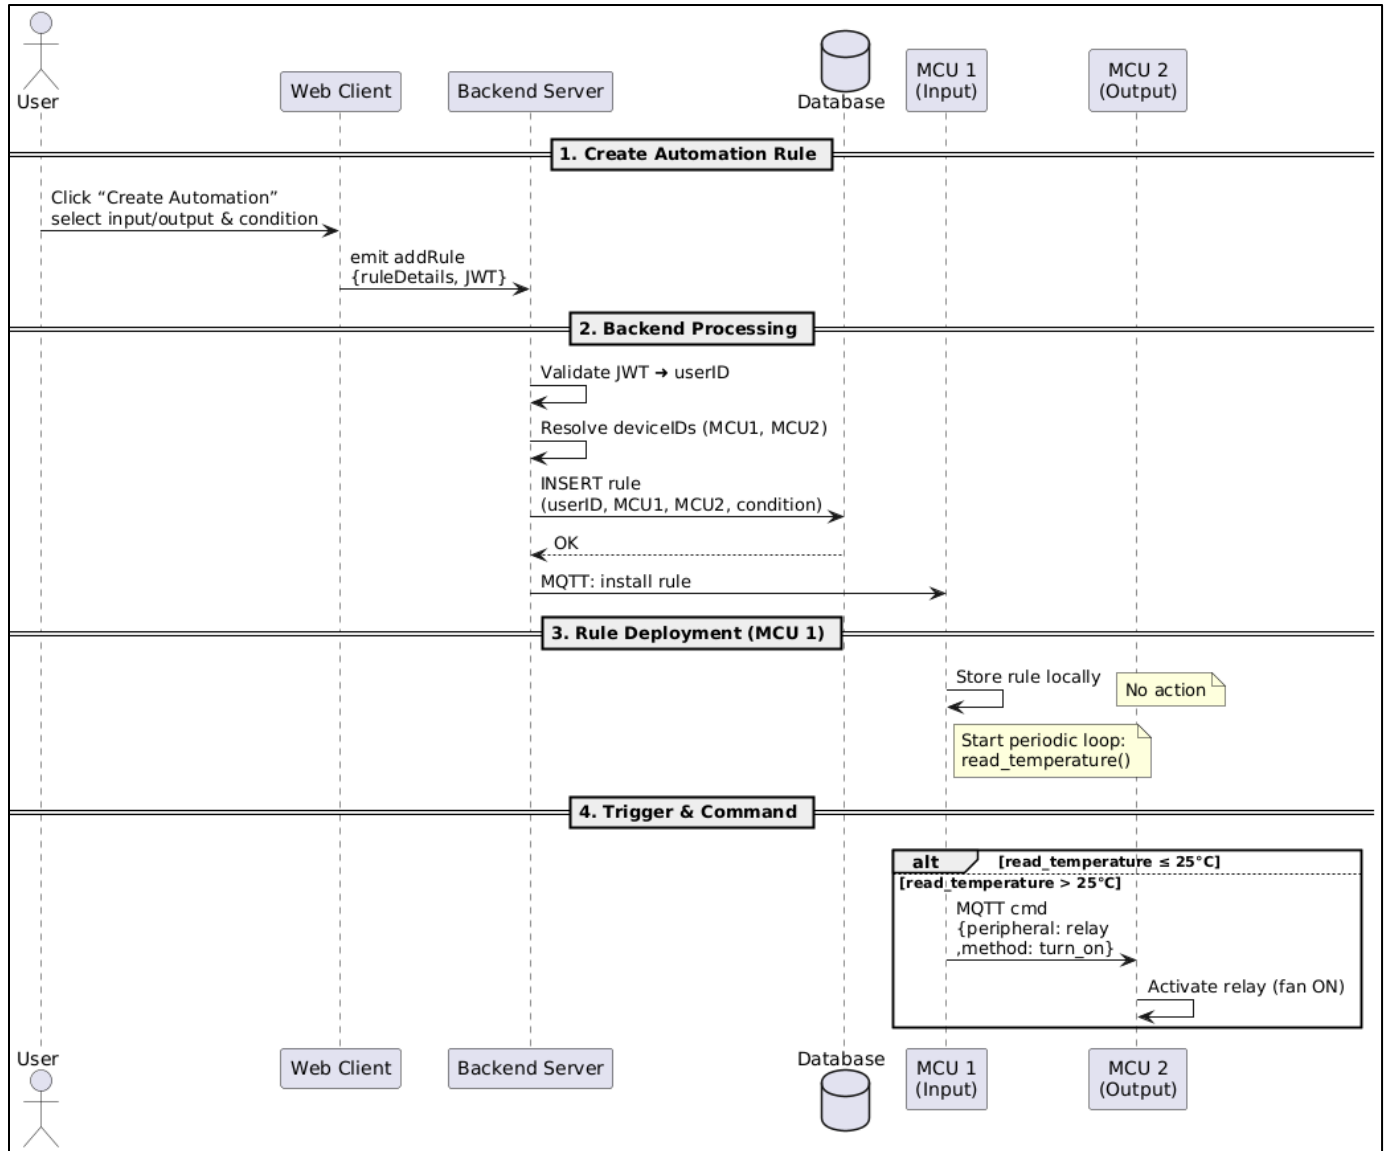 User
Web Client
Backend Server
Database
MCU 1
(Input)
MCU 2
(Output)
1. Create Automation Rule
Click “Create Automation”
select input/output & condition
emit addRule
{ruleDetails, JWT}
2. Backend Processing
Validate JWT ➜ userID
Resolve deviceIDs (MCU1, MCU2)
INSERT rule
(userID, MCU1, MCU2, condition)
OK
MQTT: install rule
3. Rule Deployment (MCU 1)
Store rule locally
No action
Start periodic loop:
read_temperature()
4. Trigger & Command
alt
[read_temperature ≤ 25°C]
[read_temperature > 25°C]
MQTT cmd
{peripheral: relay
,method: turn_on}
Activate relay (fan ON)
User
Web Client
Backend Server
Database
MCU 1
(Input)
MCU 2
(Output)